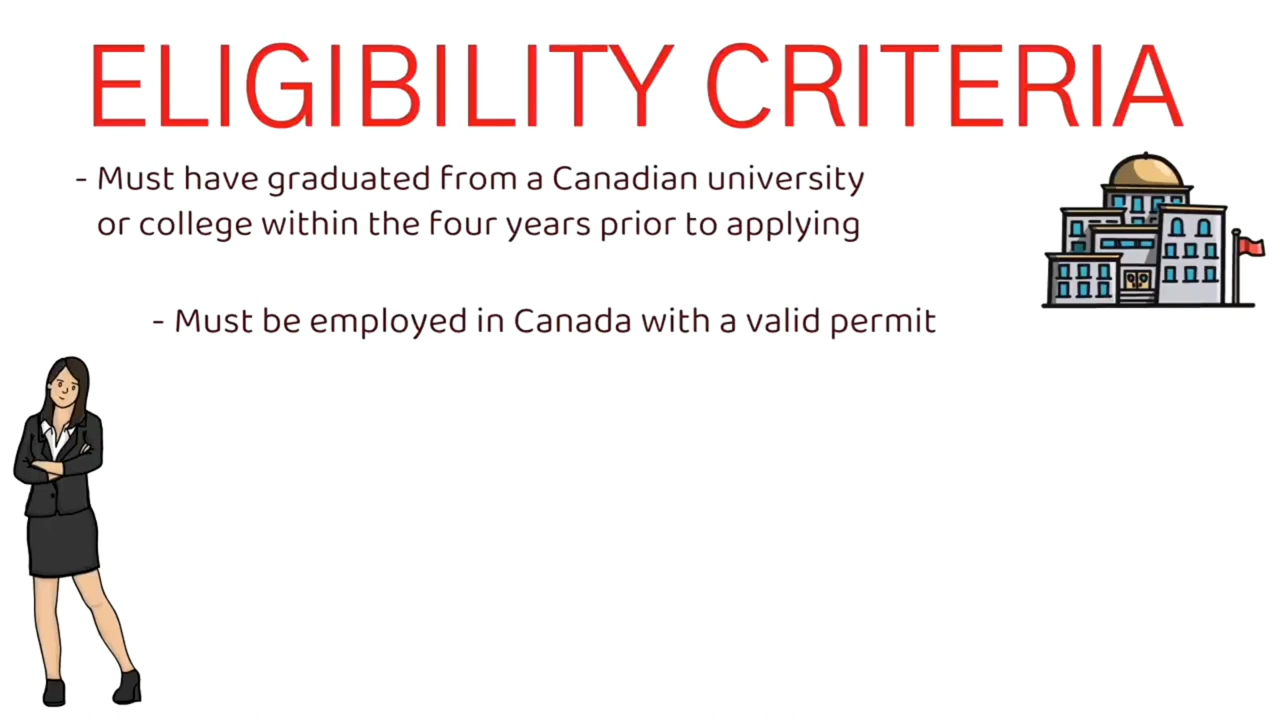 ELIGIBILITY CRITERIA
- Must have graduated from a Canadian university
or college within the four years prior to applying
- Must be employed in Canada with a valid permit